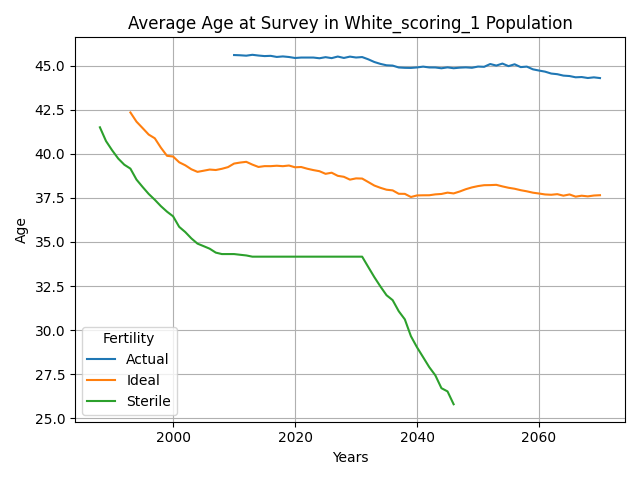 Average Age at Survey in White_scoring_1 Population
Age
45.0
42.5
40.0
37.5
35.0
32.5
30.0
27.5
25.0
Fertility
Actual
Ideal
Sterile
2000
2020
2040
2060
Years